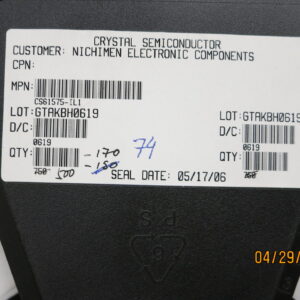 CRYSTAL SEMICONDUCTOR
CUSTOMER: NICHIMEN ELECTRONIC COMPONENTS
CPN:
MPN:
CS61575-IL1
LOT:GTAKBH0619 LOT:GTAKBH0619
D/C: D/C:
0619 0619
QTY: -170 74 QTY:
750 500 -150 750
SEAL DATE: 05/17/06
PS
04/29/